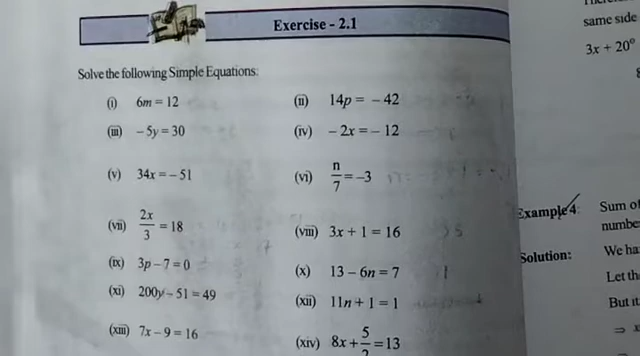 Exercise - 2.1
Solve the following Simple Equations:
(i) 6m = 12
(ii) 14p = - 42
(iii) - 5y = 30
(iv) - 2x = - 12
(v) 34x = - 51
(vi) n/7 = -3
(vii) 2x/3 = 18
(viii) 3x + 1 = 16
(ix) 3p - 7 = 0
(x) 13 - 6n = 7
(xi) 200y - 51 = 49
(xii) 11n + 1 = 1
(xiii) 7x - 9 = 16
(xiv) 8x + 5/2 = 13
same side
3x + 20°
Example 4:
Sum of
Solution:
We ha
Let th
But it